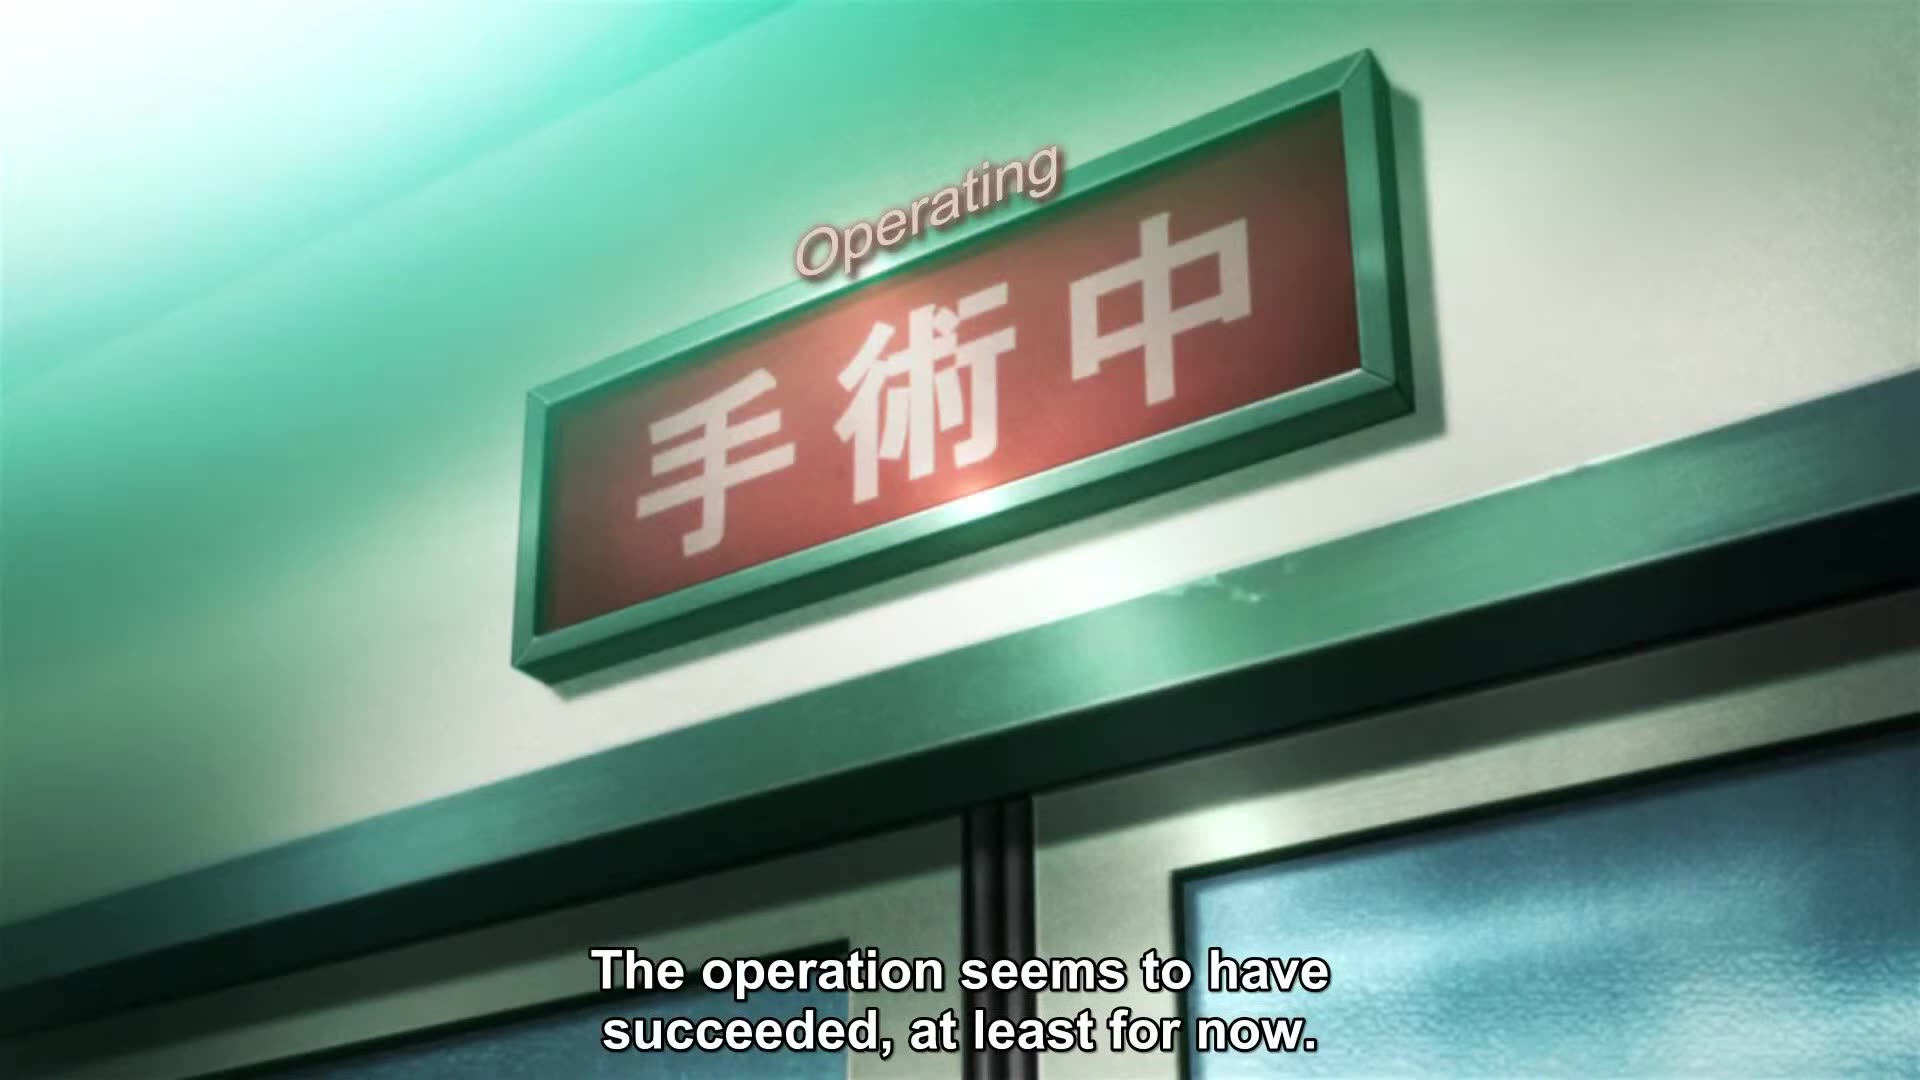 Operating
手術中
The operation seems to have
succeeded, at least for now.